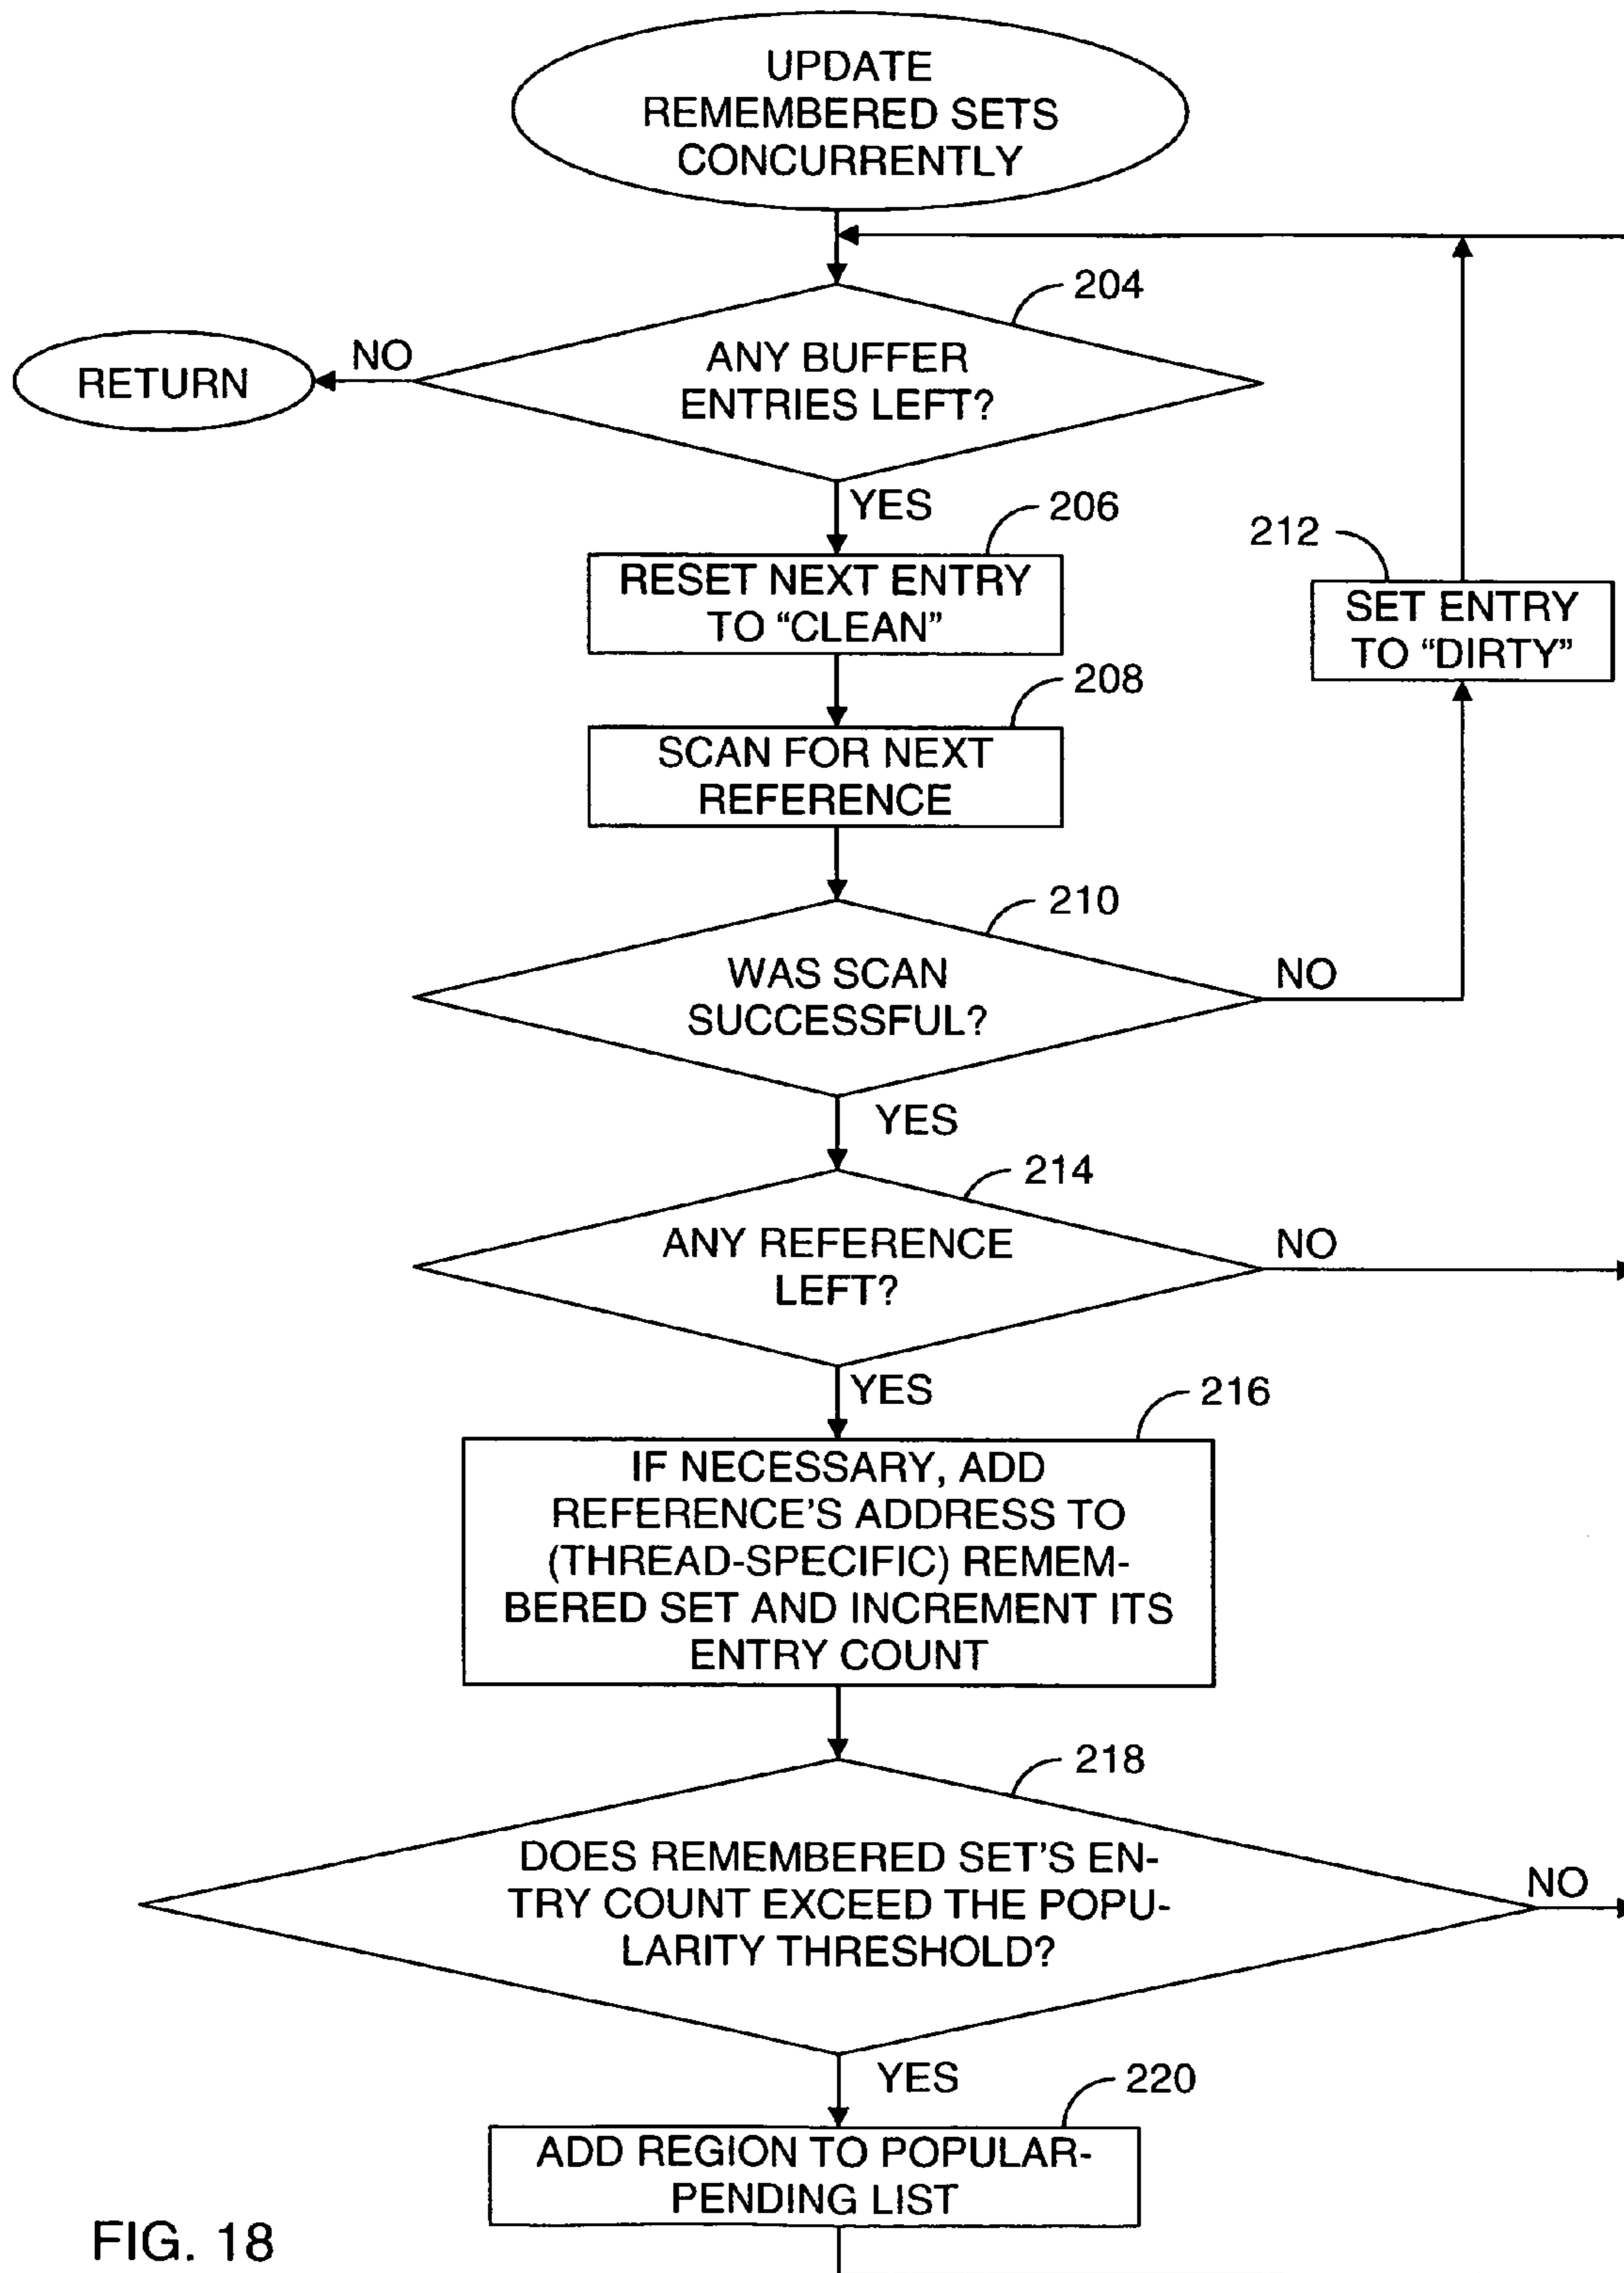 UPDATE
REMEMBERED SETS
CONCURRENTLY
204
RETURN
NO
ANY BUFFER
ENTRIES LEFT?
YES
206
RESET NEXT ENTRY
TO “CLEAN”
212
SET ENTRY
TO “DIRTY”
208
SCAN FOR NEXT
REFERENCE
210
WAS SCAN
SUCCESSFUL?
NO
YES
214
ANY REFERENCE
LEFT?
NO
YES
216
IF NECESSARY, ADD
REFERENCE’S ADDRESS TO
(THREAD-SPECIFIC) REMEM-
BERED SET AND INCREMENT ITS
ENTRY COUNT
218
DOES REMEMBERED SET’S EN-
TRY COUNT EXCEED THE POPU-
LARITY THRESHOLD?
NO
YES
220
ADD REGION TO POPULAR-
PENDING LIST
FIG. 18